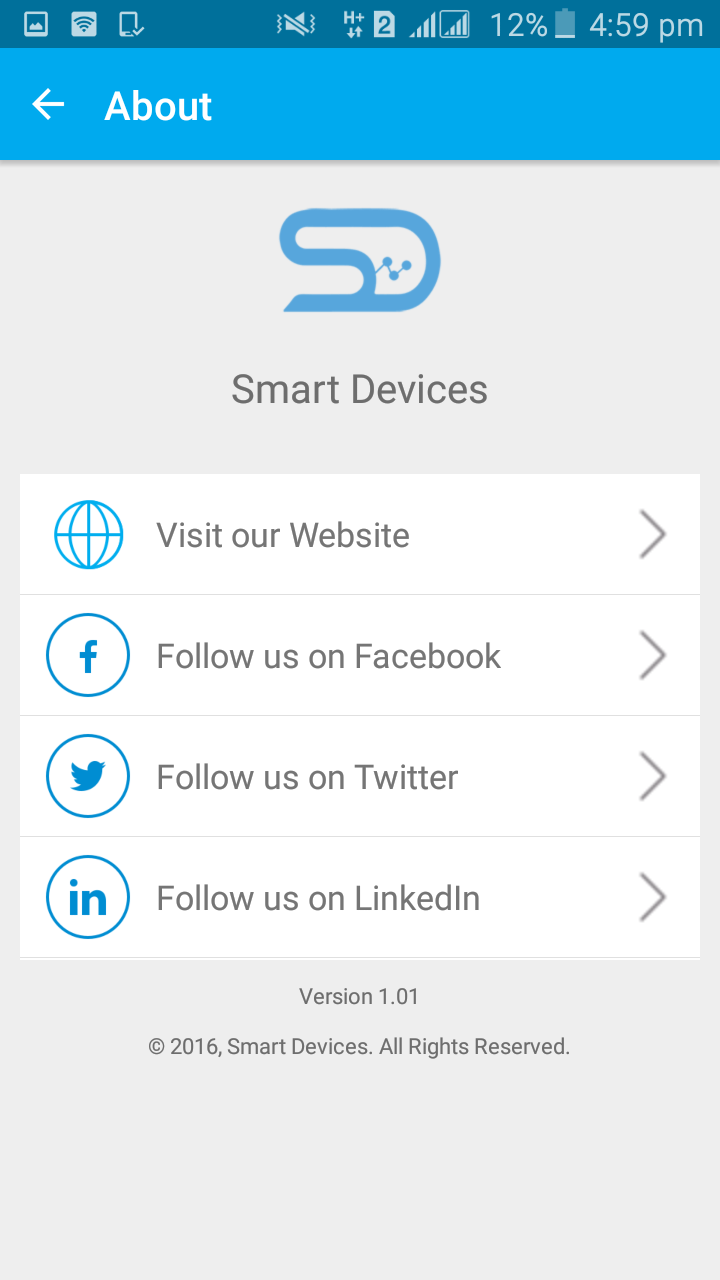 H+ 2 12% 4:59 pm
About
SD
Smart Devices
Visit our Website
f Follow us on Facebook
Follow us on Twitter
in Follow us on LinkedIn
Version 1.01
© 2016, Smart Devices. All Rights Reserved.